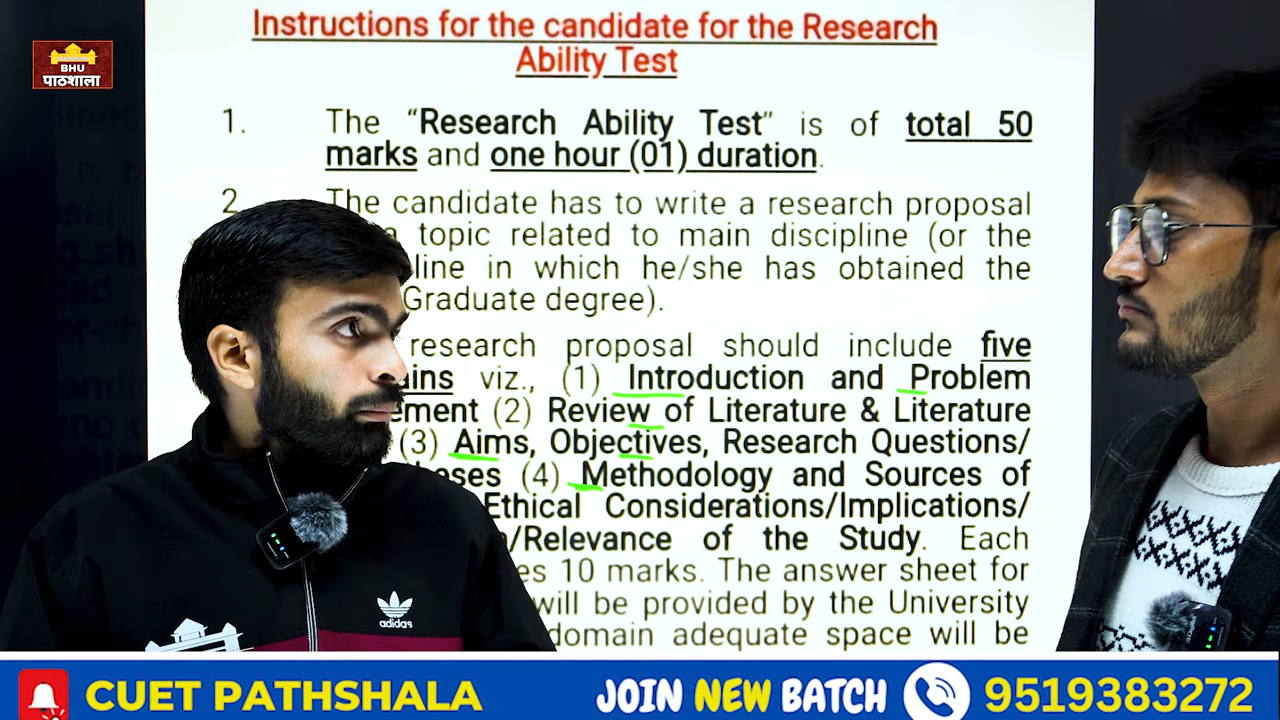 BHU
पाठशाला
Instructions for the candidate for the Research
Ability Test
1. The “Research Ability Test” is of total 50
marks and one hour (01) duration.
2. The candidate has to write a research proposal
topic related to main discipline (or the
line in which he/she has obtained the
Graduate degree).
research proposal should include five
ains viz., (1) Introduction and Problem
ement (2) Review of Literature & Literature
(3) Aims, Objectives, Research Questions/
ses (4) Methodology and Sources of
Ethical Considerations/Implications/
/Relevance of the Study. Each
es 10 marks. The answer sheet for
will be provided by the University
domain adequate space will be
adidas
CUET PATHSHALA
JOIN NEW BATCH
9519383272